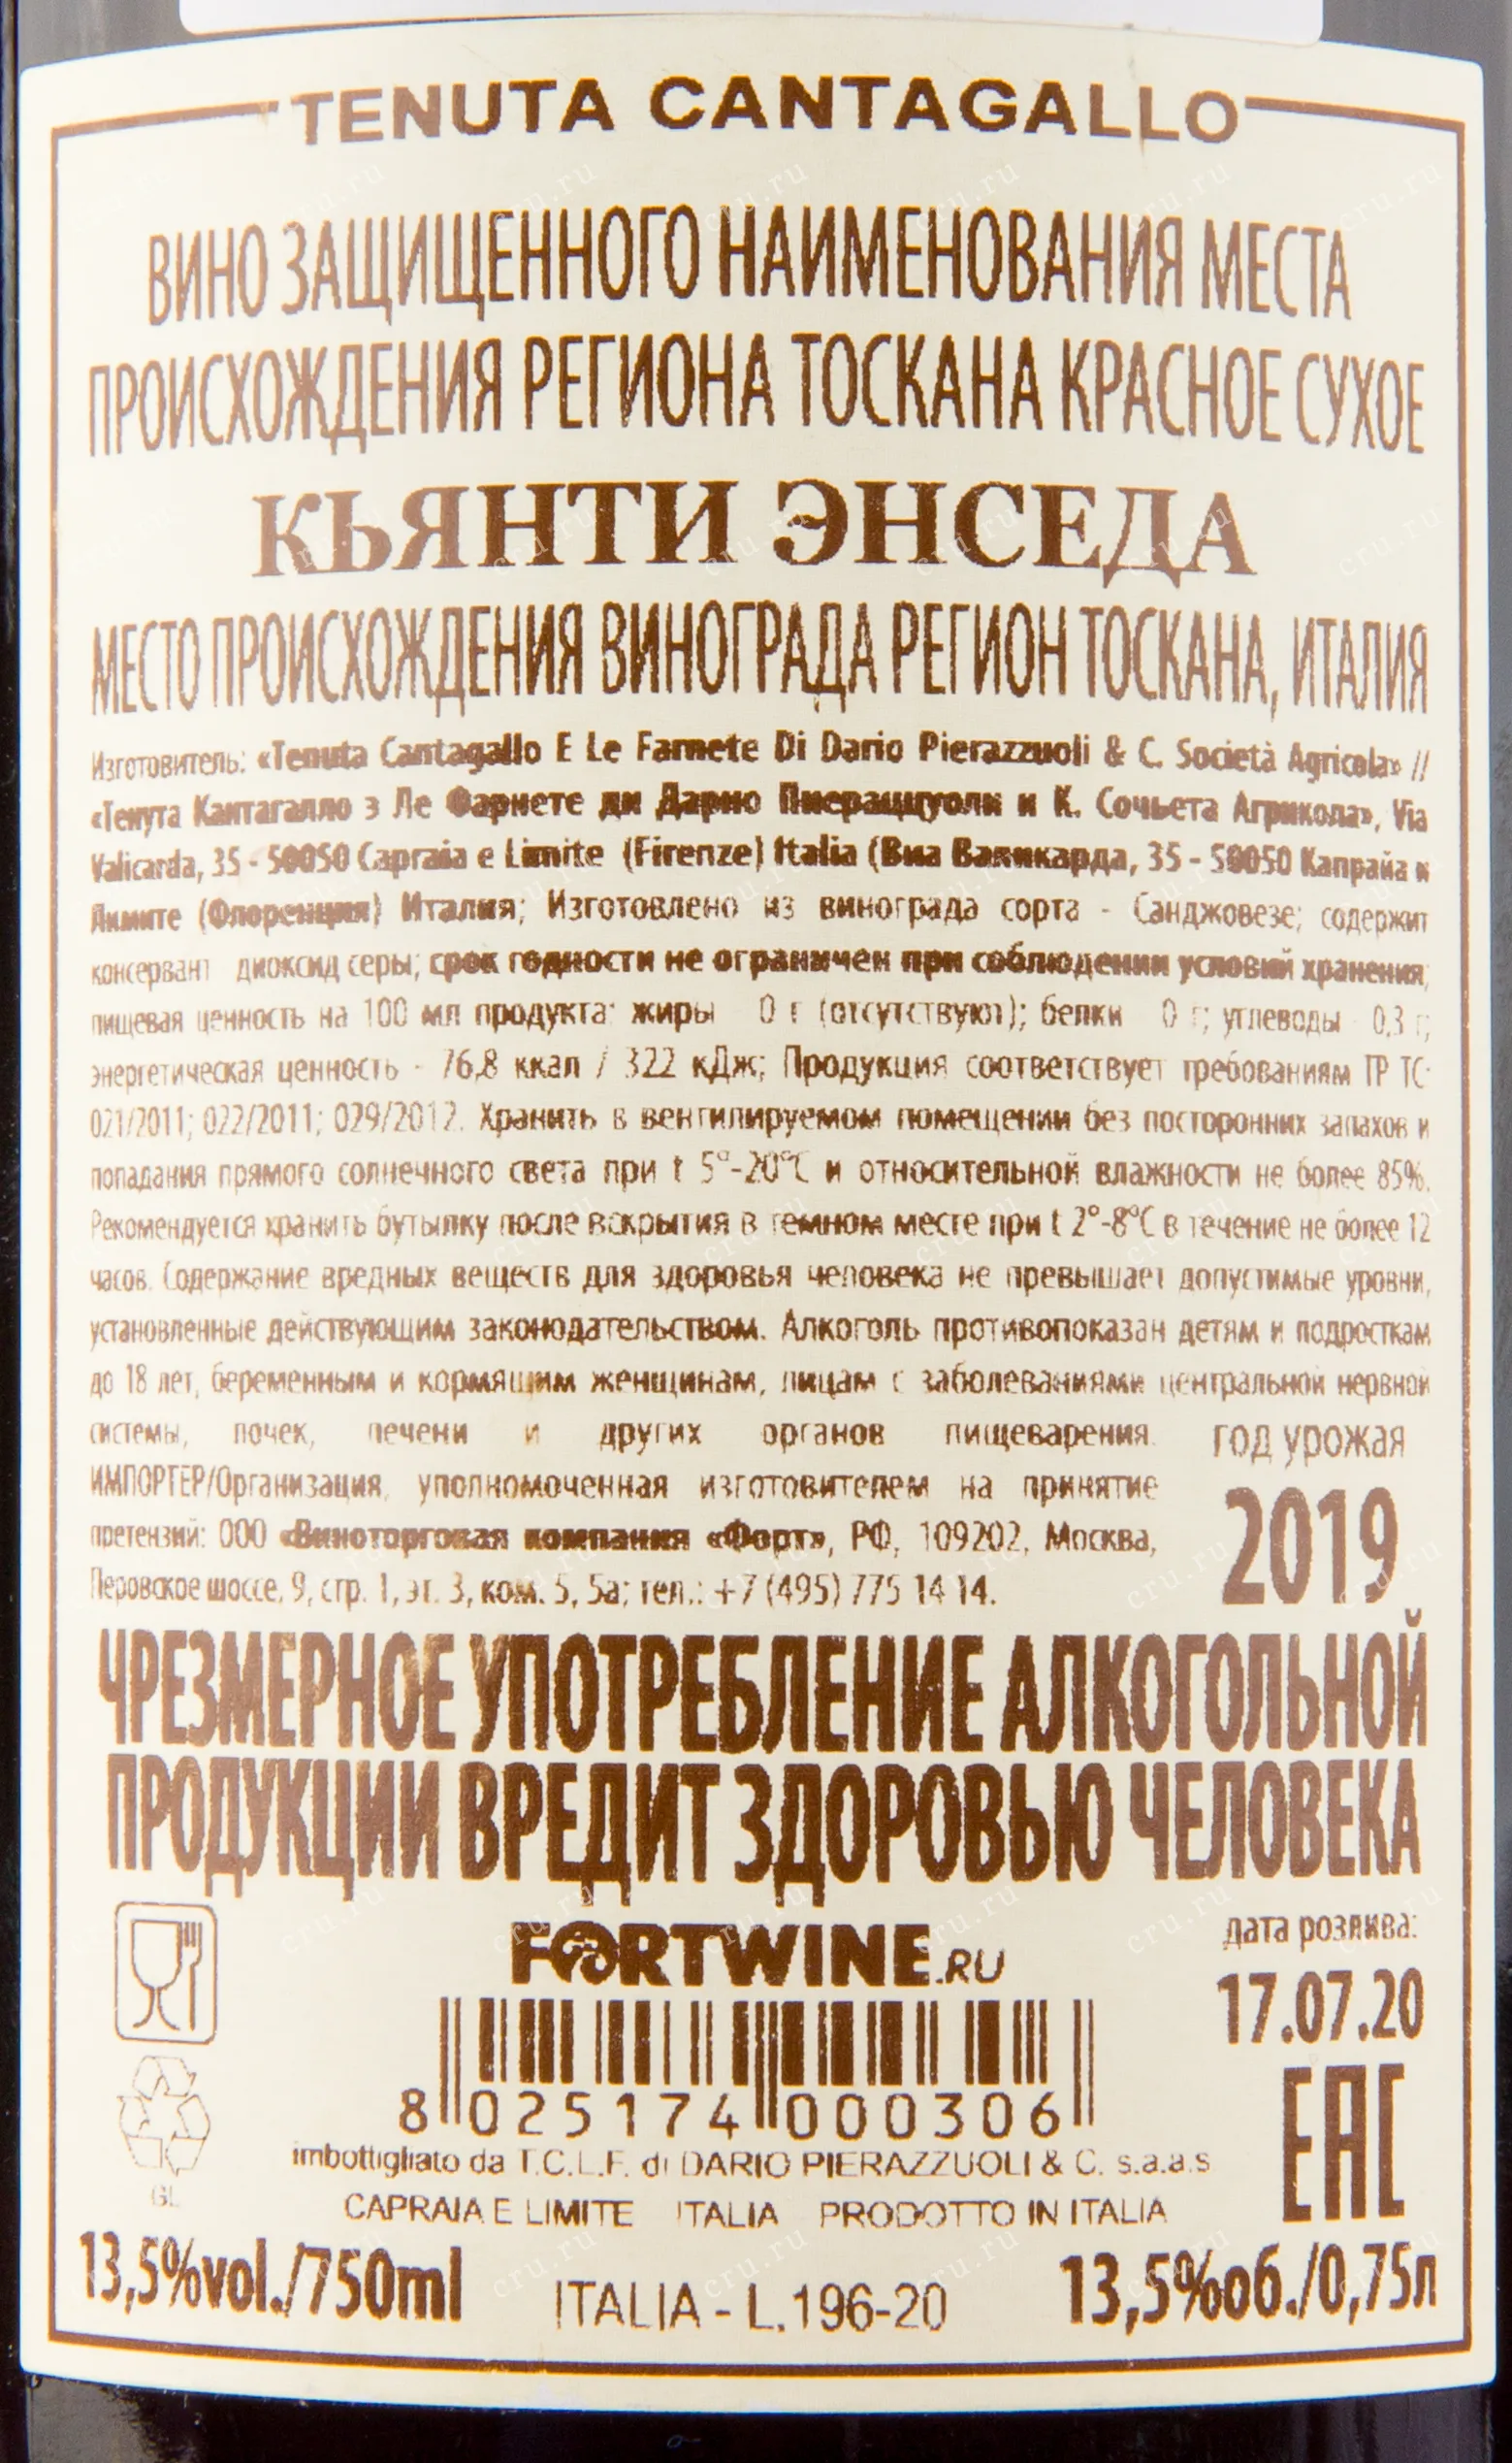 TENUTA CANTAGALLO
ВИНО ЗАЩИЩЕННОГО НАИМЕНОВАНИЯ МЕСТА
ПРОИСХОЖДЕНИЯ РЕГИОНА ТОСКАНА КРАСНОЕ СУХОЕ
КЬЯНТИ ЭНСЕДА
МЕСТО ПРОИСХОЖДЕНИЯ ВИНОГРАДА РЕГИОН ТОСКАНА, ИТАЛИЯ
Изготовитель: «Tenuta Cantagallo E Le Farnete Di Dario Pierazzuoli & C. Società Agricola» //
«Тенута Кантагалло э Ле Фарнете ди Дарио Пиераццуоли и К. Сочьета Агрикола», Via
Valicarda, 35 - 50050 Capraia e Limite (Firenze) Italia (Виа Валикарда, 35 - 50050 Капрайа и
Лимите (Флоренция) Италия; Изготовлено из винограда сорта - Санджовезе; содержит
консервант диоксид серы; срок годности не ограничен при соблюдении условий хранения;
пищевая ценность на 100 мл продукта: жиры 0 г (отсутствуют); белки 0 г; углеводы 0,3 г;
энергетическая ценность - 76,8 ккал / 322 кДж; Продукция соответствует требованиям ТР ТС:
021/2011; 022/2011; 029/2012. Хранить в вентилируемом помещении без посторонних запахов и
попадания прямого солнечного света при t 5°-20°C и относительной влажности не более 85%.
Рекомендуется хранить бутылку после вскрытия в темном месте при t 2°-8°C в течение не более 12
часов. Содержание вредных веществ для здоровья человека не превышает допустимые уровни,
установленные действующим законодательством. Алкоголь противопоказан детям и подросткам
до 18 лет, беременным и кормящим женщинам, лицам с заболеваниями центральной нервной
системы, почек, печени и других органов пищеварения.
ИМПОРТЕР/Организация, уполномоченная изготовителем на принятие
претензий: ООО «Виноторговая компания «Форт», РФ, 109202, Москва,
Перовское шоссе, 9, стр. 1, эт. 3, ком. 5, 5а; тел.: +7 (495) 775 14 14.
год урожая
2019
ЧРЕЗМЕРНОЕ УПОТРЕБЛЕНИЕ АЛКОГОЛЬНОЙ
ПРОДУКЦИИ ВРЕДИТ ЗДОРОВЬЮ ЧЕЛОВЕКА
FORTWINE.RU
дата розлива:
17.07.20
EAC
8 025174 000306
GL
imbottigliato da T.C.L.F. di DARIO PIERAZZUOLI & C. s.a.a.s
CAPRAIA E LIMITE ITALIA PRODOTTO IN ITALIA
13,5%vol./750ml
ITALIA - L.196-20
13,5%об./0,75л
cru.ru